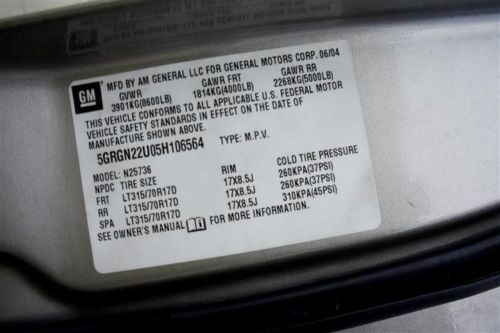 GM
MFD BY AM GENERAL LLC FOR GENERAL MOTORS CORP. 06/04
GVWR GAWR FRT GAWR RR
3901KG(8600LB) 1814KG(4000LB) 2268KG(5000LB)
THIS VEHICLE CONFORMS TO ALL APPLICABLE U.S. FEDERAL MOTOR
VEHICLE SAFETY STANDARDS IN EFFECT ON THE DATE OF
MANUFACTURE SHOWN ABOVE.
5GRGN22U05H106564 TYPE: M.P.V.
MODEL: N25736
NPDC TIRE SIZE RIM COLD TIRE PRESSURE
FRT LT315/70R17D 17X8.5J 260KPA(37PSI)
RR LT315/70R17D 17X8.5J 260KPA(37PSI)
SPA LT315/70R17D 17X8.5J 310KPA(45PSI)
SEE OWNER'S MANUAL FOR MORE INFORMATION.